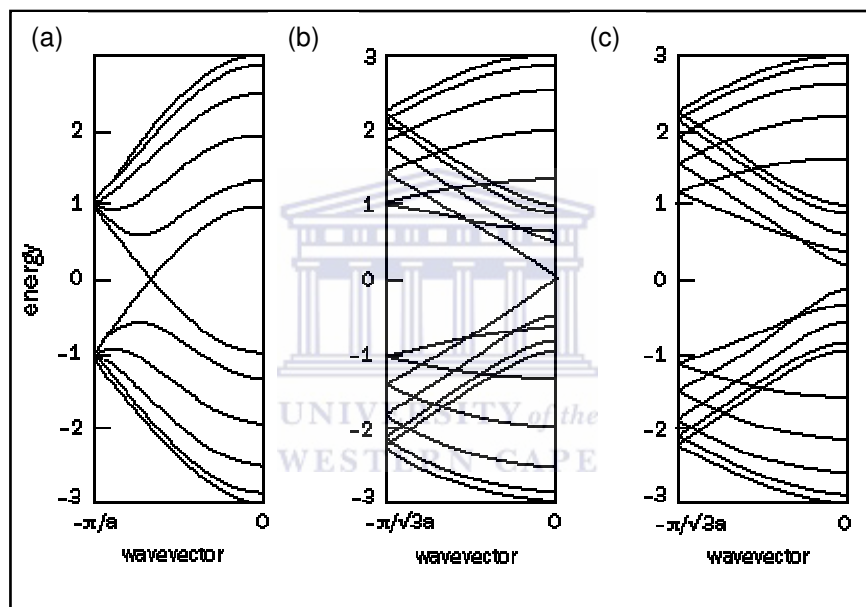 (a)
(b)
(c)
energy
2
1
0
-1
-2
-3
-π/a
0
wavevector
3
2
1
0
-1
-2
-3
-π/√3a
0
wavevector
3
2
1
0
-1
-2
-3
-π/√3a
0
wavevector
UNIVERSITY of the
WESTERN CAPE